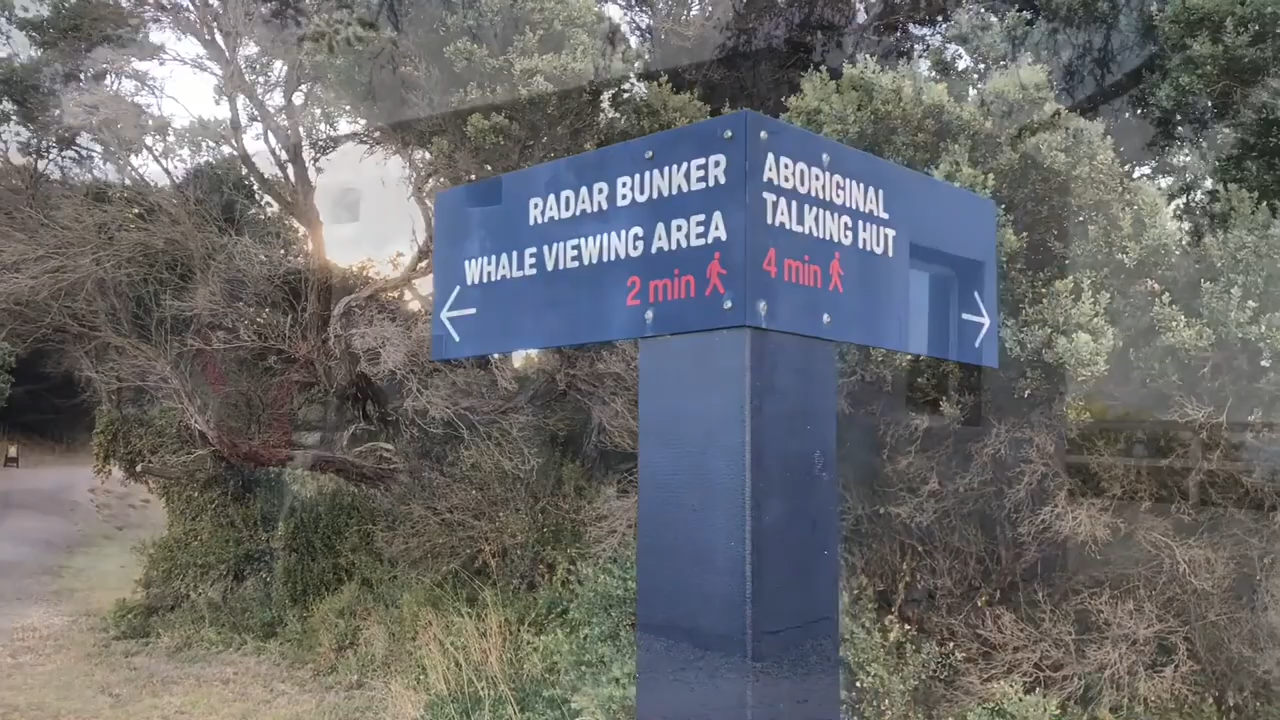 RADAR BUNKER
WHALE VIEWING AREA
2 min
ABORIGINAL
TALKING HUT
4 min